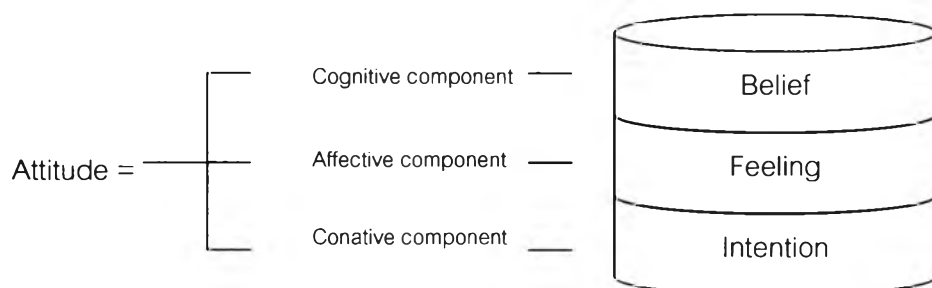 Cognitive component
Belief
Attitude =
Affective component
Feeling
Conative component
Intention